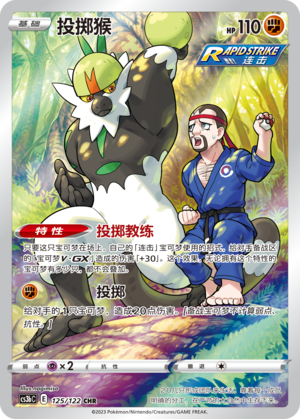 基础 投掷猴 HP 110
RAPID STRIKE
连击
特性 投掷教练
只要这只宝可梦在场上，自己的「连击」宝可梦使用的招式，给对手备战区
的「宝可梦V・GX」造成的伤害「+30」。这个效果，无论拥有这个特性的
宝可梦有多少只，都不会叠加。
投掷
给对手的1只宝可梦，造成20点伤害。[备战宝可梦不计算弱点、
抗性。]
弱点 ×2 抗性 撤退
Illus. nagimiso
cs3bC E 125/122 CHR
©2023 Pokémon/Nintendo/Creatures/GAME FREAK.